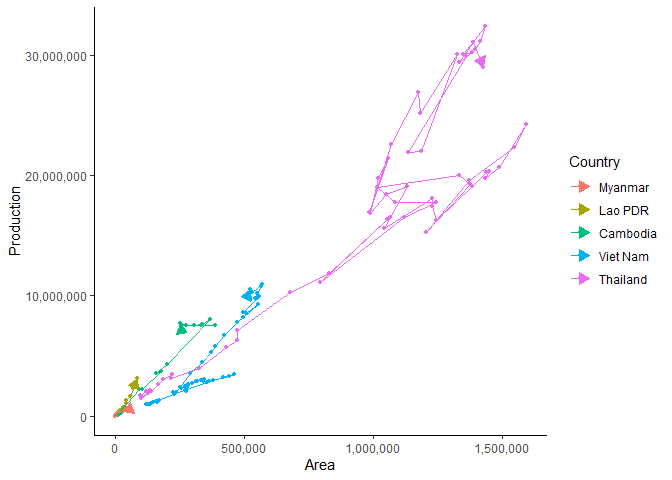 30,000,000
20,000,000
10,000,000
0
Production
0
500,000
1,000,000
1,500,000
Area
Country
Myanmar
Lao PDR
Cambodia
Viet Nam
Thailand